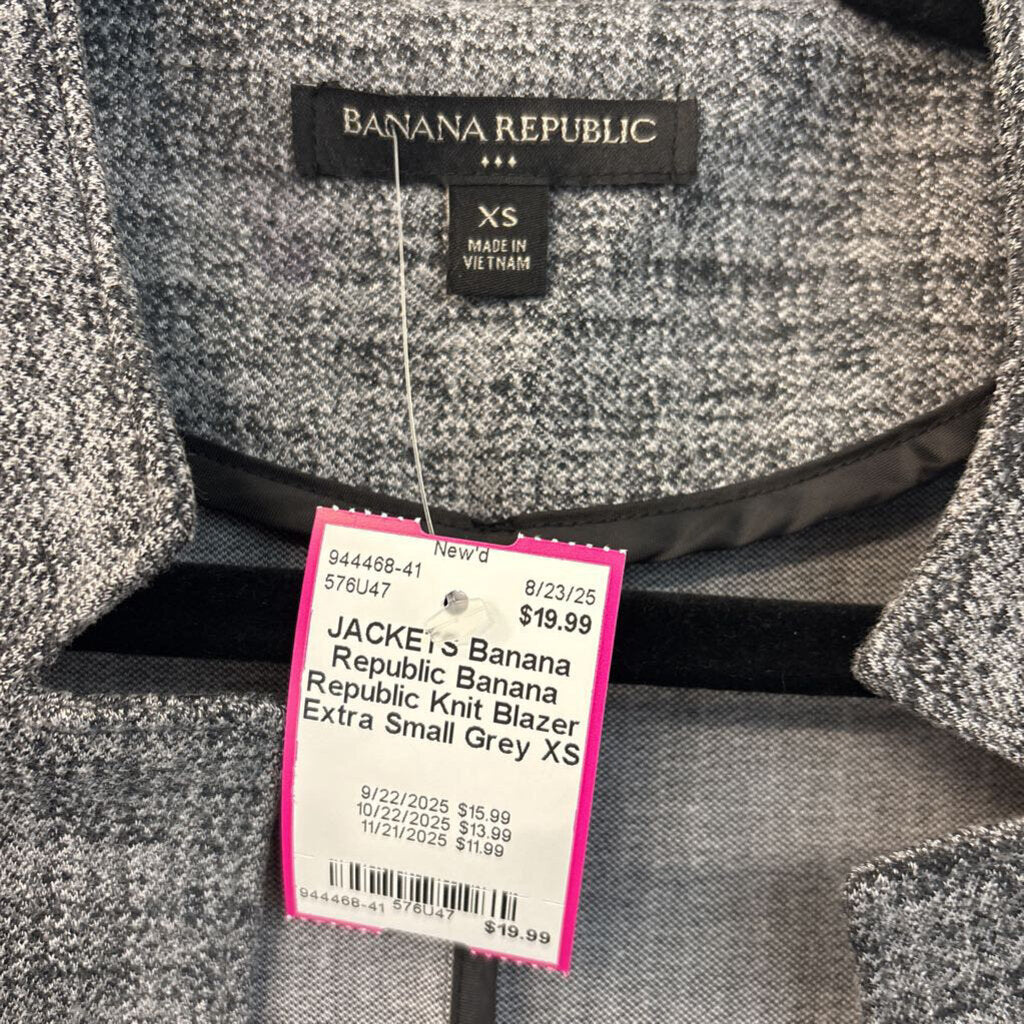 BANANA REPUBLIC
XS
MADE IN
VIETNAM
New'd
944468-41 8/23/25
576U47 $19.99
JACKETS Banana
Republic Banana
Republic Knit Blazer
Extra Small Grey XS
9/22/2025 $15.99
10/22/2025 $13.99
11/21/2025 $11.99
944468-41 576U47 $19.99